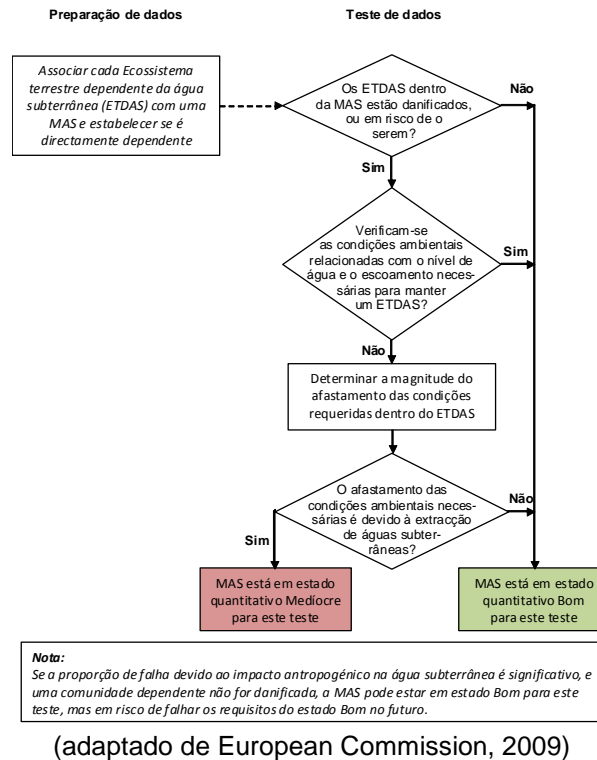 Preparação de dados
Teste de dados
Associar cada Ecossistema
terrestre dependente da água
subterrânea (ETDAS) com uma
MAS e estabelecer se é
directamente dependente
Os ETDAS dentro
da MAS estão danificados,
ou em risco de o
serem?
Não
Sim
Verificam-se
as condições ambientais
relacionadas com o nível de
água e o escoamento neces-
sárias para manter
um ETDAS?
Sim
Não
Determinar a magnitude do
afastamento das condições
requeridas dentro do ETDAS
O afastamento das
condições ambientais neces-
sárias é devido à extracção
de águas subter-
râneas?
Não
Sim
MAS está em estado
quantitativo Medíocre
para este teste
MAS está em estado
quantitativo Bom
para este teste
Nota:
Se a proporção de falha devido ao impacto antropogénico na água subterrânea é significativo, e
uma comunidade dependente não for danificada, a MAS pode estar em estado Bom para este
teste, mas em risco de falhar os requisitos do estado Bom no futuro.
(adaptado de European Commission, 2009)